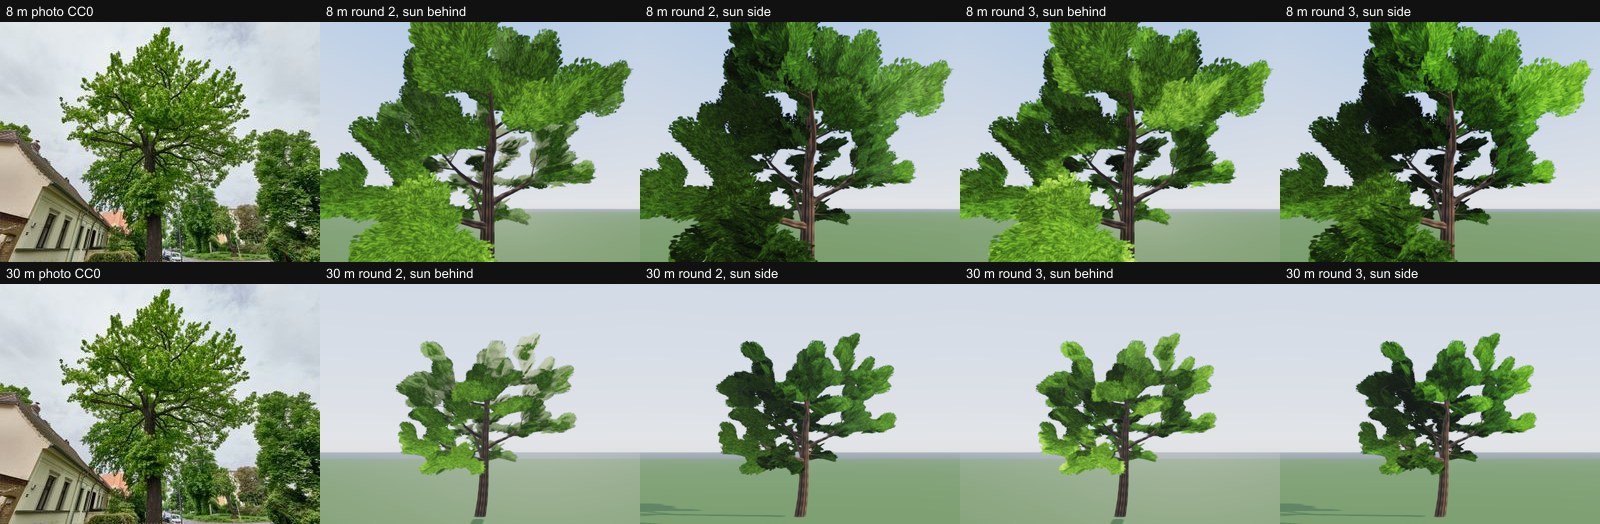 8 m photo CC0
8 m round 2, sun behind
8 m round 2, sun side
8 m round 3, sun behind
8 m round 3, sun side
30 m photo CC0
30 m round 2, sun behind
30 m round 2, sun side
30 m round 3, sun behind
30 m round 3, sun side